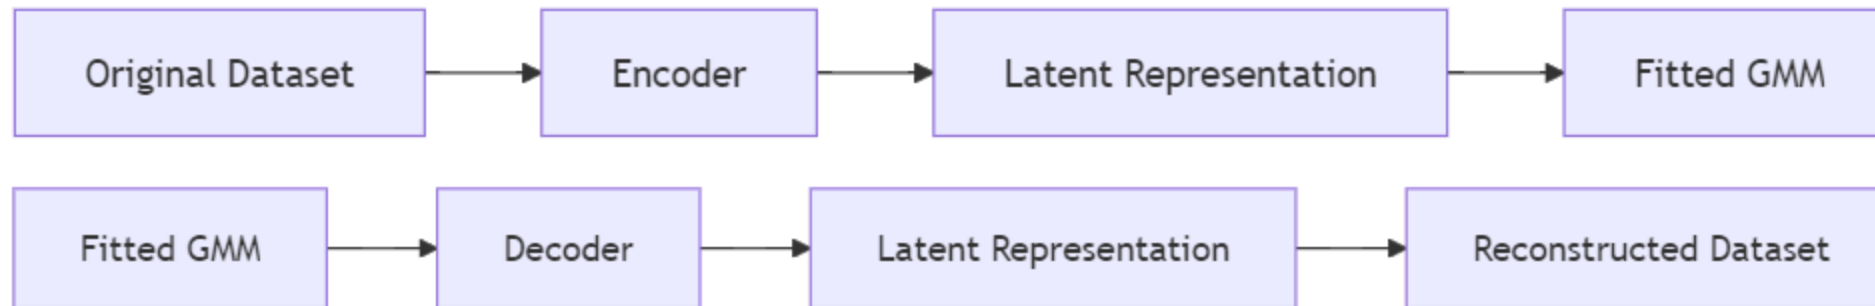 Original Dataset Encoder Latent Representation Fitted GMM
Fitted GMM Decoder Latent Representation Reconstructed Dataset